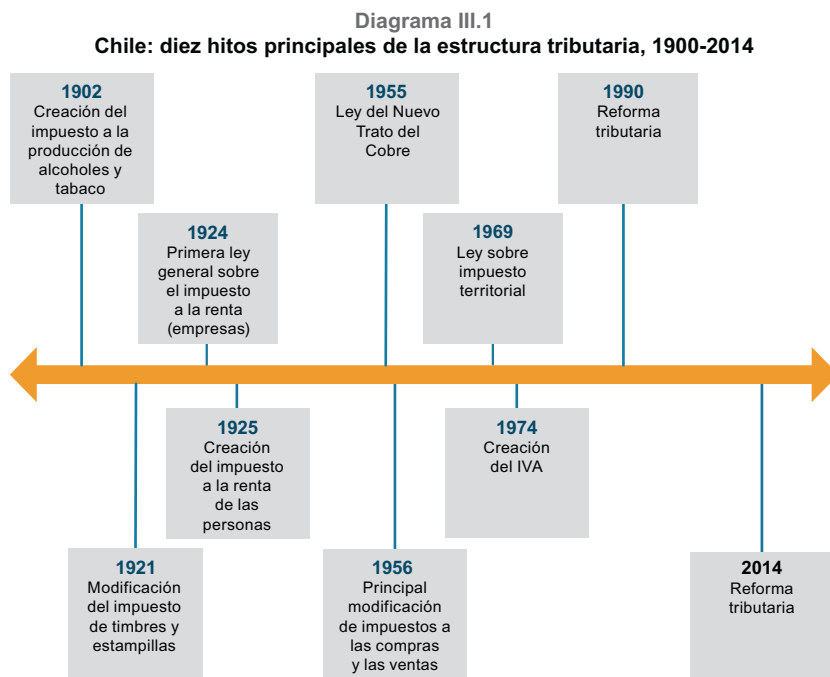 Diagrama III.1
Chile: diez hitos principales de la estructura tributaria, 1900-2014
1902
Creación del
impuesto a la
producción de
alcoholes y
tabaco
1955
Ley del Nuevo
Trato del
Cobre
1990
Reforma
tributaria
1924
Primera ley
general sobre
el impuesto
a la renta
(empresas)
1969
Ley sobre
impuesto
territorial
1925
Creación
del impuesto
a la renta
de las
personas
1974
Creación
del IVA
1921
Modificación
del impuesto
de timbres y
estampillas
1956
Principal
modificación
de impuestos a
las compras
y las ventas
2014
Reforma
tributaria